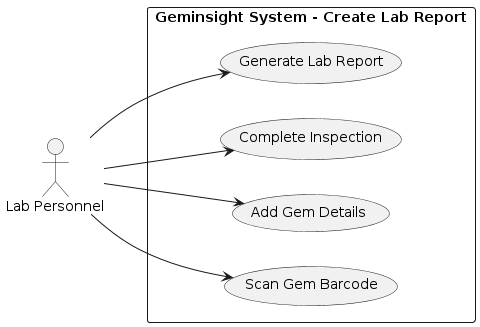 Geminsight System - Create Lab Report
Generate Lab Report
Complete Inspection
Lab Personnel
Add Gem Details
Scan Gem Barcode